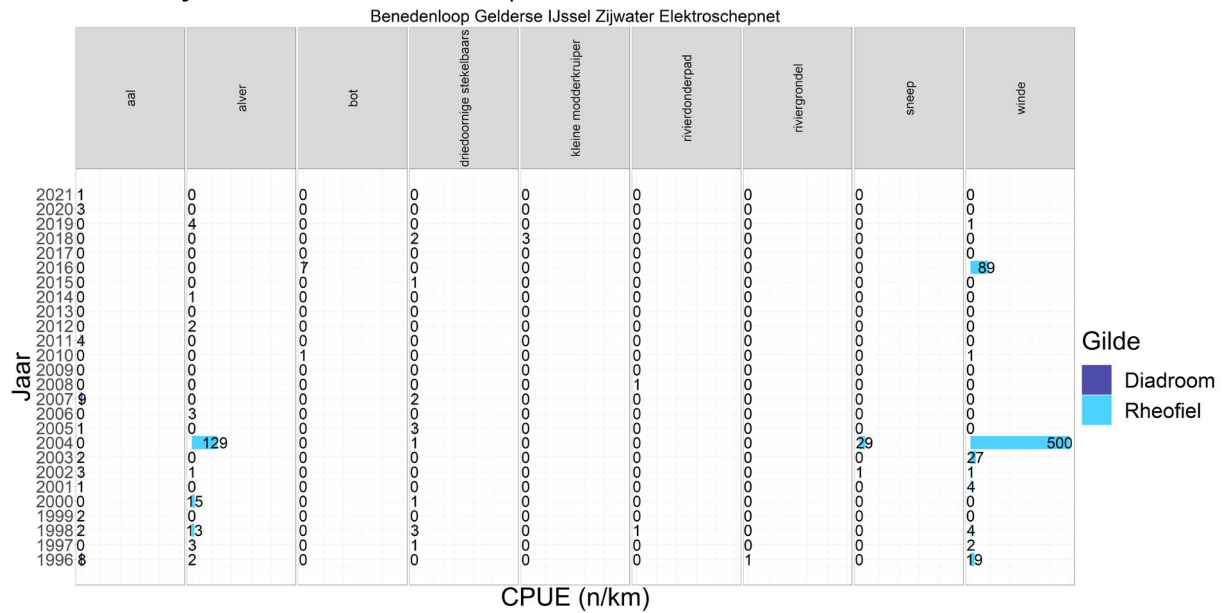 Benedenloop Gelderse IJssel Zijwater Elektroschepnet
aal alver bot driedoornige stekelbaars kleine modderkruiper rivierdonderpad riviergrondel sneep winde
2021 1 0 0 0 0 0 0 0 0
2020 3 0 0 0 0 0 0 0 0
2019 0 4 0 0 0 0 0 0 1
2018 0 0 0 2 3 0 0 0 0
2017 0 0 0 0 0 0 0 0 0
2016 0 0 7 0 0 0 0 0 89
2015 0 0 0 1 0 0 0 0 0
2014 0 1 0 0 0 0 0 0 0
2013 0 0 0 0 0 0 0 0 0
2012 0 2 0 0 0 0 0 0 0
2011 4 0 0 0 0 0 0 0 0
2010 0 0 1 0 0 0 0 0 1
2009 0 0 0 0 0 0 0 0 0
2008 0 0 0 0 0 1 0 0 0
2007 9 0 0 2 0 0 0 0 0
2006 0 3 0 0 0 0 0 0 0
2005 1 0 0 3 0 0 0 0 0
2004 0 129 0 1 0 0 0 29 500
2003 2 0 0 0 0 0 0 0 27
2002 3 1 0 0 0 0 0 1 1
2001 1 0 0 0 0 0 0 0 4
2000 0 15 0 1 0 0 0 0 0
1999 2 0 0 0 0 0 0 0 0
1998 2 13 0 3 0 1 0 0 4
1997 0 3 0 1 0 0 0 0 2
1996 8 2 0 0 0 0 1 0 19
Jaar
CPUE (n/km)
Gilde
Diadroom
Rheofiel